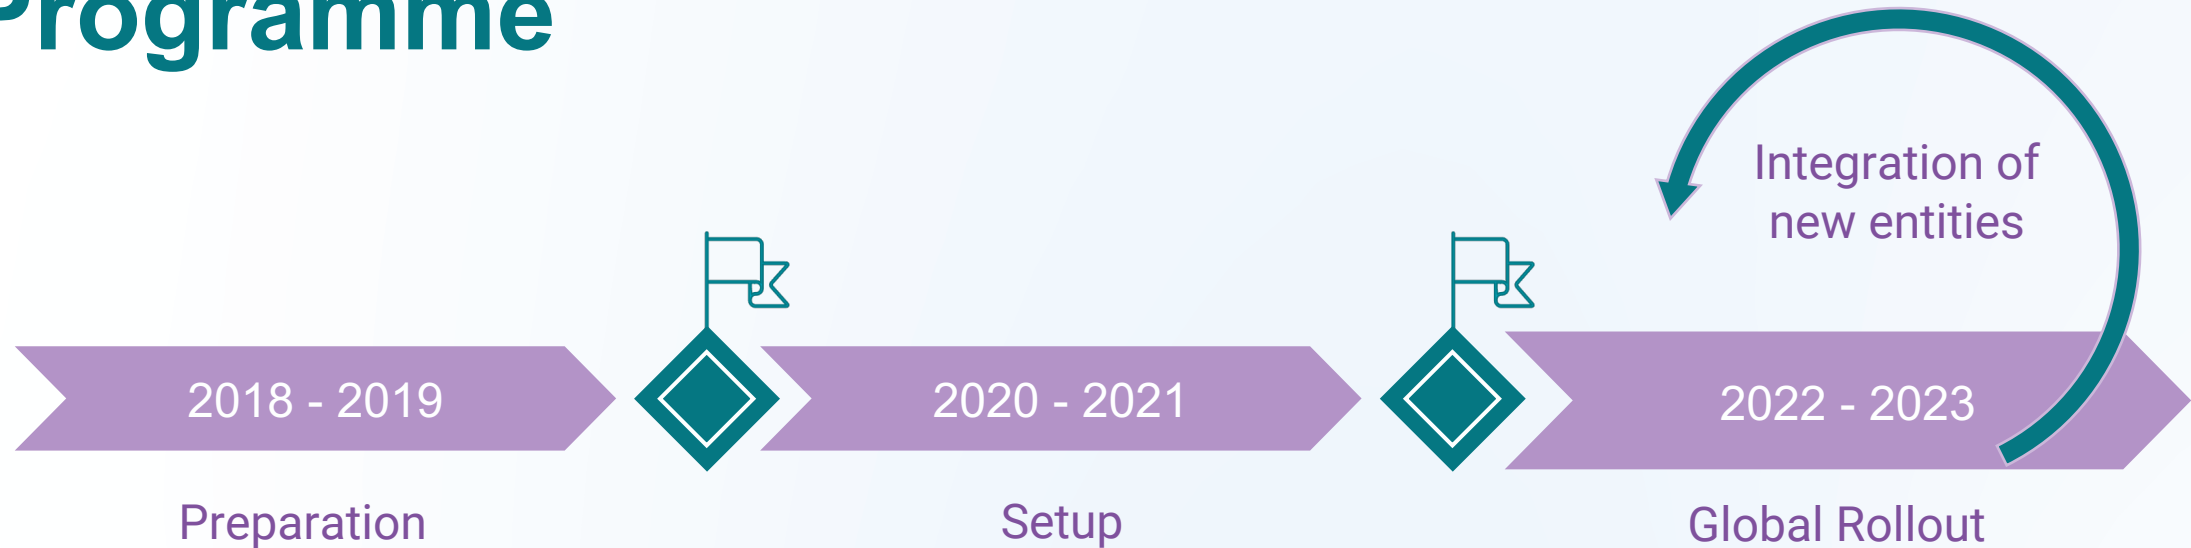 Programme
Integration of
new entities
2018 - 2019
2020 - 2021
2022 - 2023
Preparation
Setup
Global Rollout